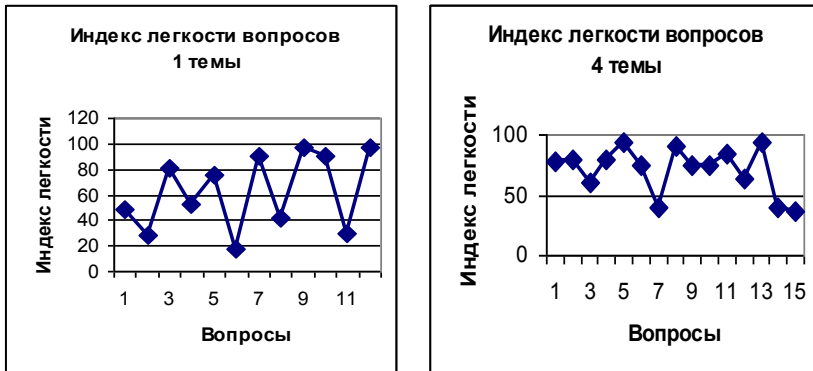 Индекс легкости вопросов
1 темы
Индекс легкости
120
100
80
60
40
20
0
1 3 5 7 9 11
Вопросы
Индекс легкости вопросов
4 темы
Индекс легкости
100
50
0
1 3 5 7 9 11 13 15
Вопросы